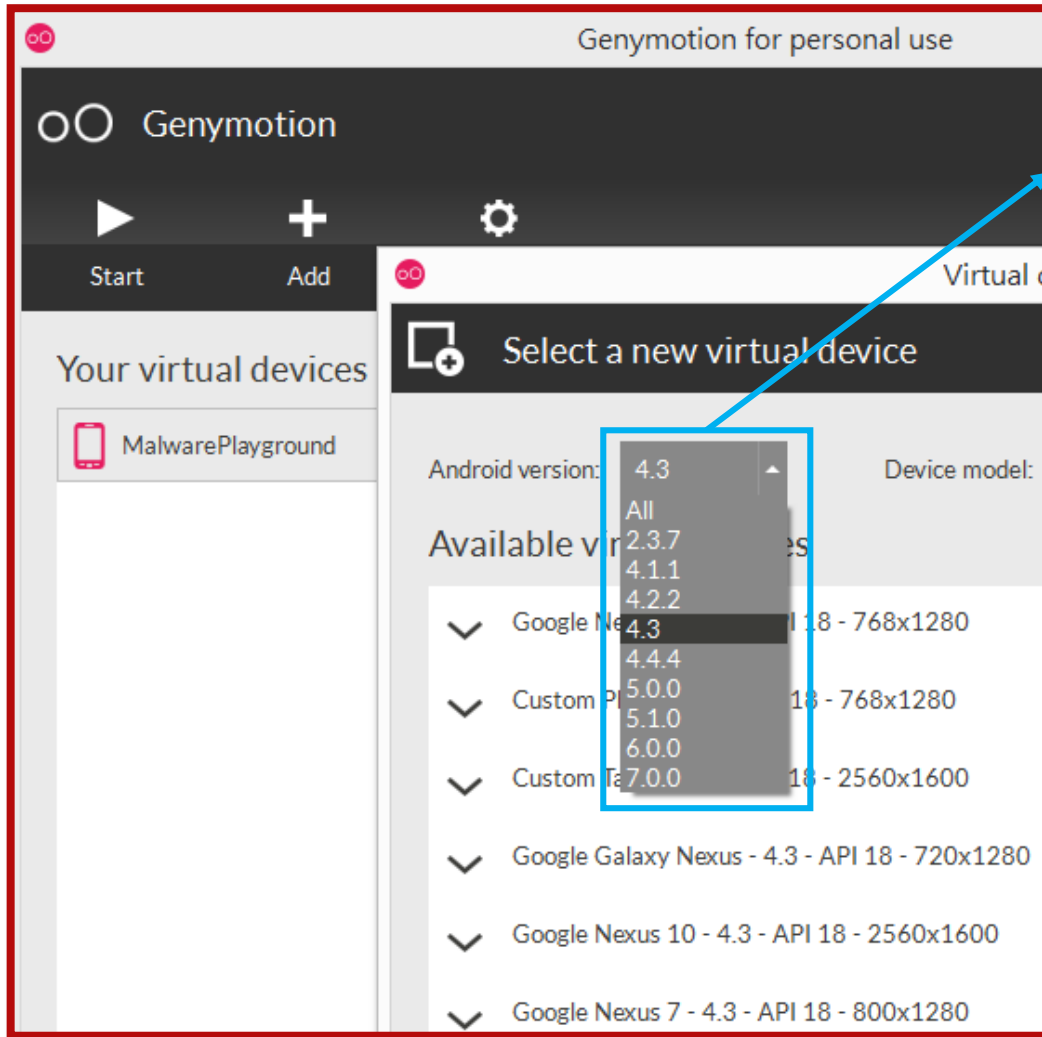 Genymotion for personal use
Genymotion
Start Add
Virtual
Select a new virtual device
Your virtual devices
MalwarePlayground
Android version: 4.3 Device model:
All
2.3.7
4.1.1
4.2.2
4.3
4.4.4
5.0.0
5.1.0
6.0.0
7.0.0
Available
Google 18 - 768x1280
Custom 18 - 768x1280
Custom 18 - 2560x1600
Google Galaxy Nexus - 4.3 - API 18 - 720x1280
Google Nexus 10 - 4.3 - API 18 - 2560x1600
Google Nexus 7 - 4.3 - API 18 - 800x1280